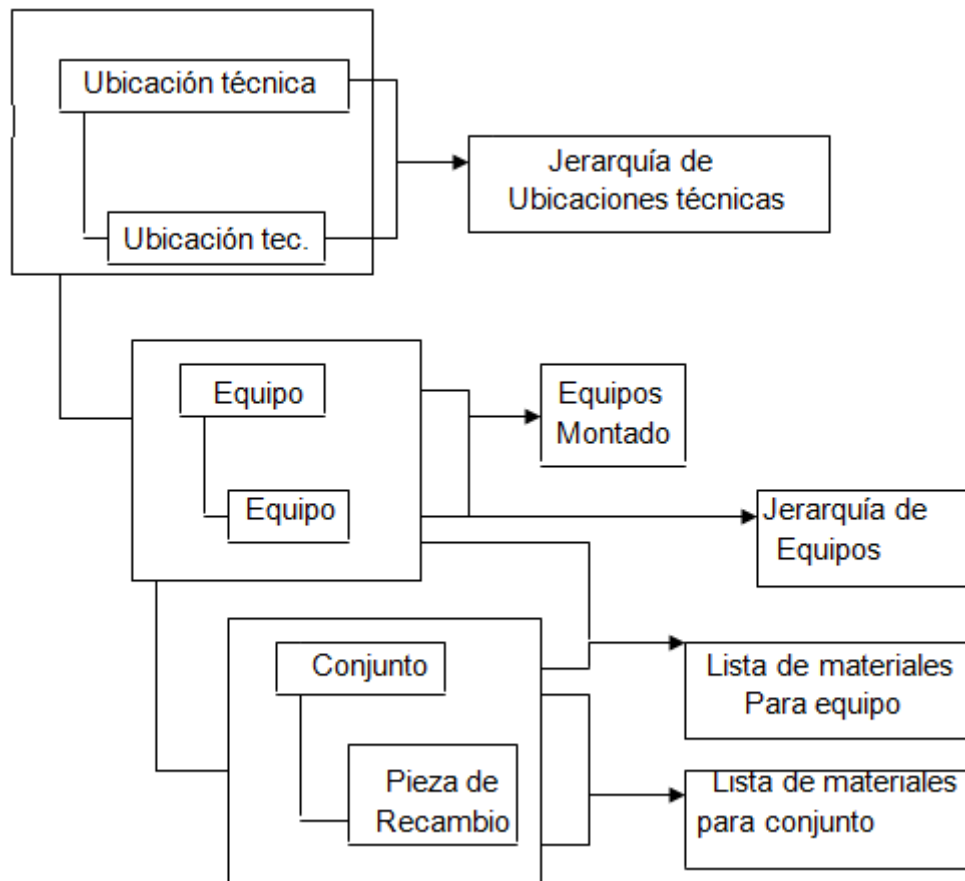 Ubicación técnica
Jerarquía de
Ubicaciones técnicas
Ubicación tec.
Equipo
Equipos
Montado
Equipo
Jerarquía de
Equipos
Conjunto
Lista de materiales
Para equipo
Pieza de
Recambio
Lista de materiales
para conjunto